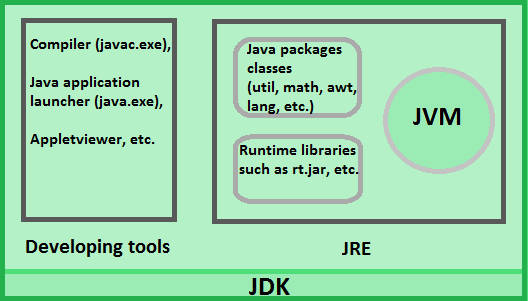 Compiler (javac.exe),
Java application
launcher (java.exe),
Appletviewer, etc.
Developing tools
Java packages
classes
(util, math, awt,
lang, etc.)
Runtime libraries
such as rt.jar, etc.
JVM
JRE
JDK